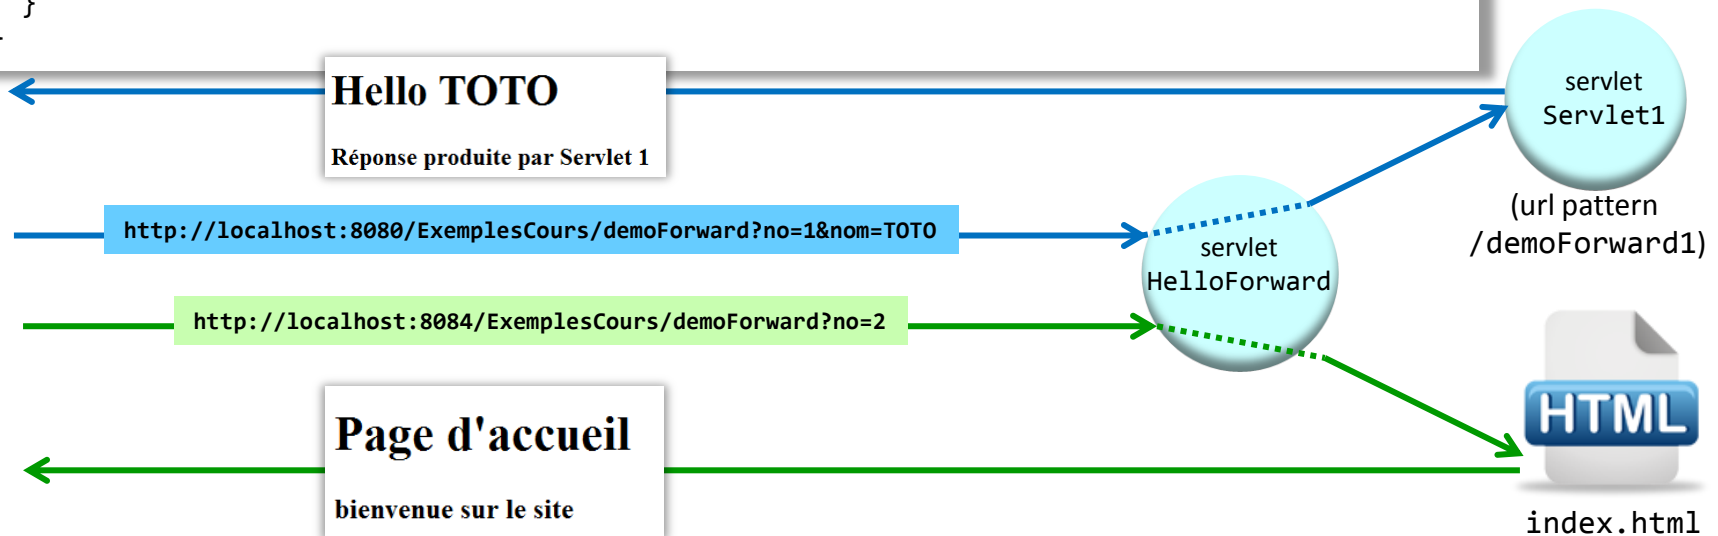 }
servlet
Servlet1
Hello TOTO
Réponse produite par Servlet 1
(url pattern
/demoForward1)
http://localhost:8080/ExemplesCours/demoForward?no=1&nom=TOTO
servlet
HelloForward
http://localhost:8084/ExemplesCours/demoForward?no=2
HTML
Page d'accueil
bienvenue sur le site
index.html